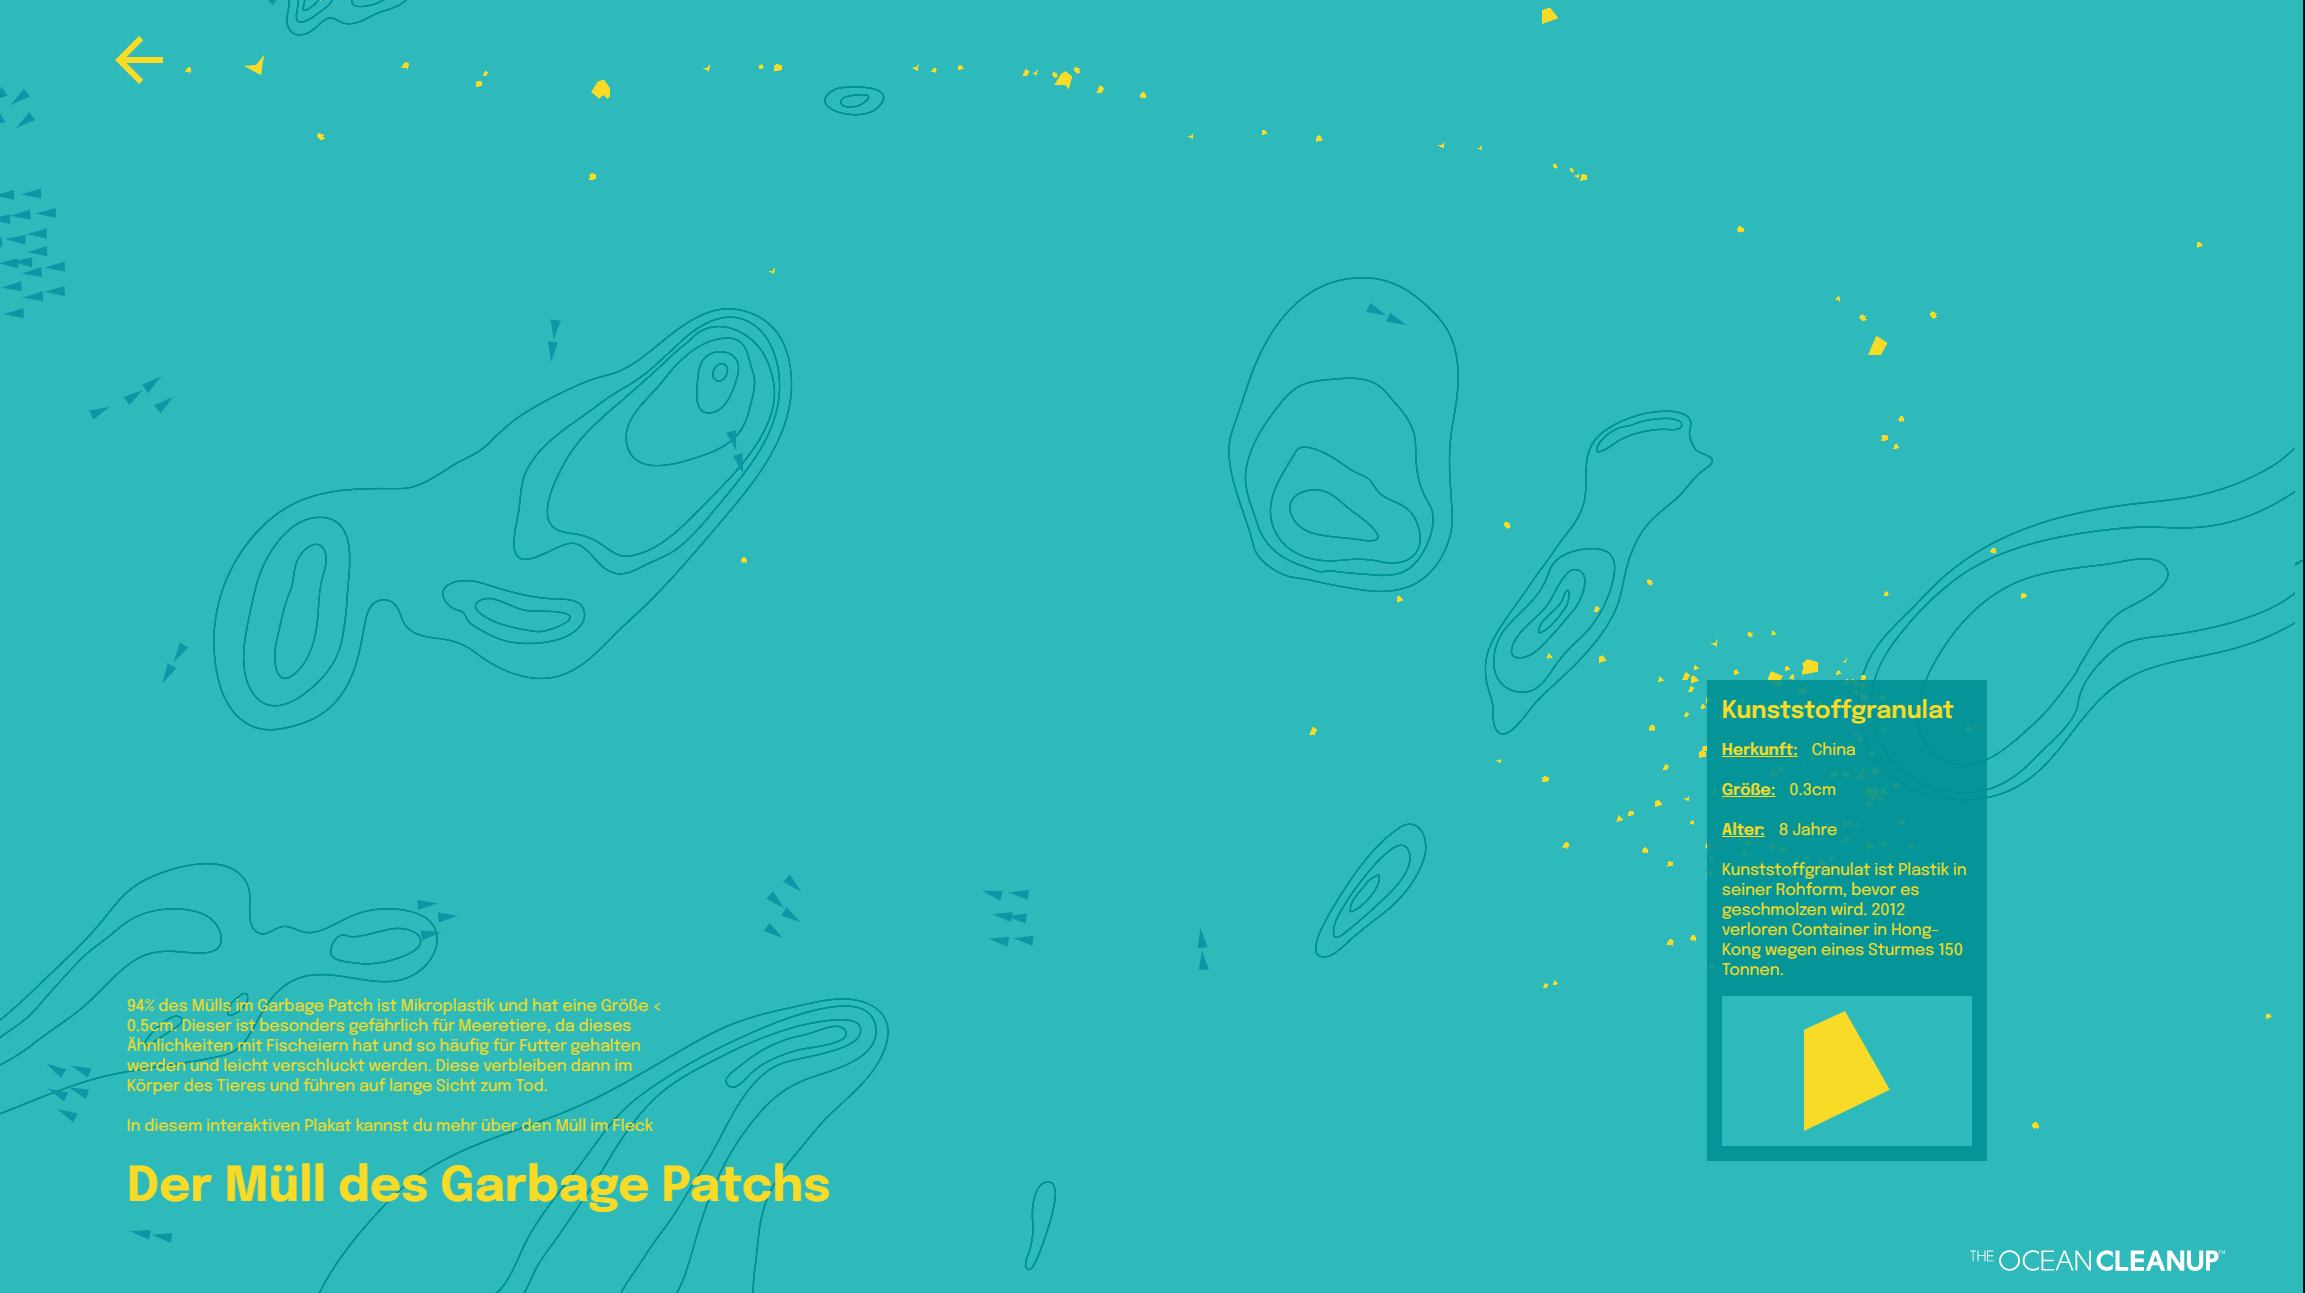 94% des Mülls im Garbage Patch ist Mikroplastik und hat eine Größe <
0.5cm. Dieser ist besonders gefährlich für Meeretiere, da dieses
Ähnlichkeiten mit Fischeiern hat und so häufig für Futter gehalten
werden und leicht verschluckt werden. Diese verbleiben dann im
Körper des Tieres und führen auf lange Sicht zum Tod.
In diesem interaktiven Plakat kannst du mehr über den Müll im Fleck
Der Müll des Garbage Patchs
Kunststoffgranulat
Herkunft: China
Größe: 0.3cm
Alter: 8 Jahre
Kunststoffgranulat ist Plastik in
seiner Rohform, bevor es
geschmolzen wird. 2012
verloren Container in Hong-
Kong wegen eines Sturmes 150
Tonnen.
THE OCEAN CLEANUP™